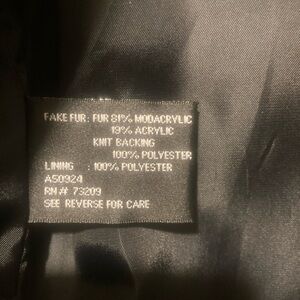 FAKE FUR: FUR 81% MODACRYLIC
19% ACRYLIC
KNIT BACKING
100% POLYESTER
LINING : 100% POLYESTER
A50924
RN# 73209
SEE REVERSE FOR CARE